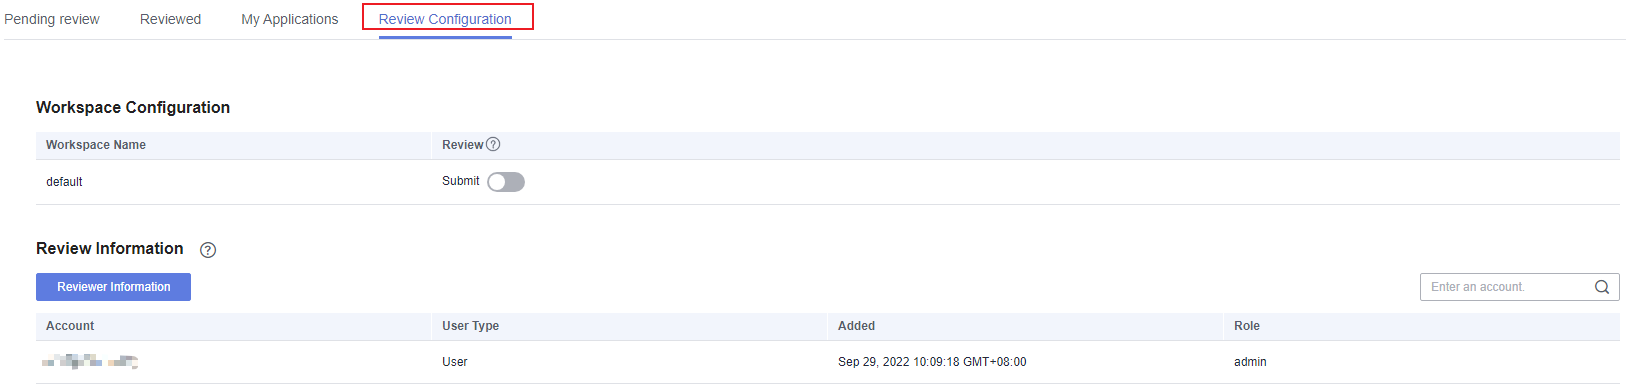 Pending review Reviewed My Applications Review Configuration
Workspace Configuration
Workspace Name Review ?
default Submit
Review Information ?
Reviewer Information Enter an account.
Account User Type Added Role
User Sep 29, 2022 10:09:18 GMT+08:00 admin